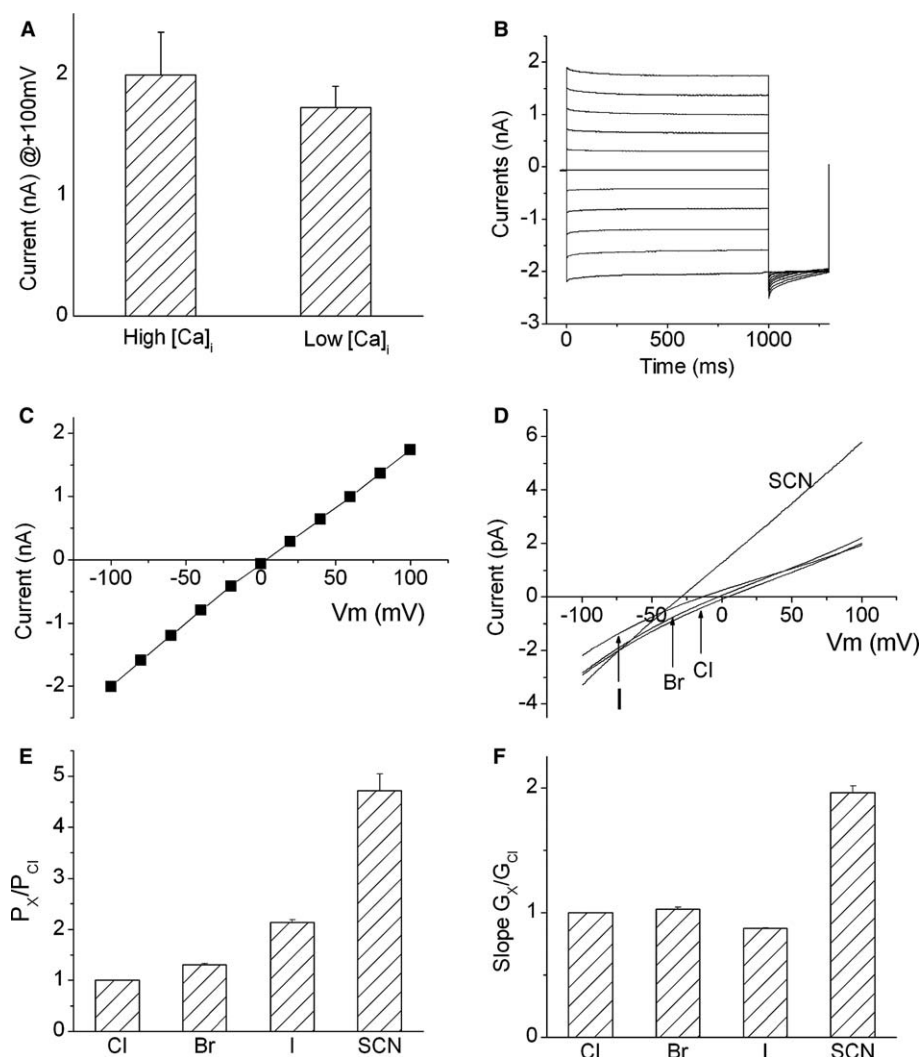 A
Current (nA) @+100mV
2
1
0
High [Ca]i
Low [Ca]i
B
Currents (nA)
3
2
1
0
-1
-2
-3
0
500
1000
Time (ms)
C
Current (nA)
2
1
0
-1
-2
-100
-50
0
50
100
Vm (mV)
D
Current (pA)
6
4
2
0
-2
-4
-100
-50
0
50
100
Vm (mV)
SCN
I
Br
Cl
E
PX/PCl
5
4
3
2
1
0
Cl
Br
I
SCN
F
Slope GX/GCl
2
1
0
Cl
Br
I
SCN